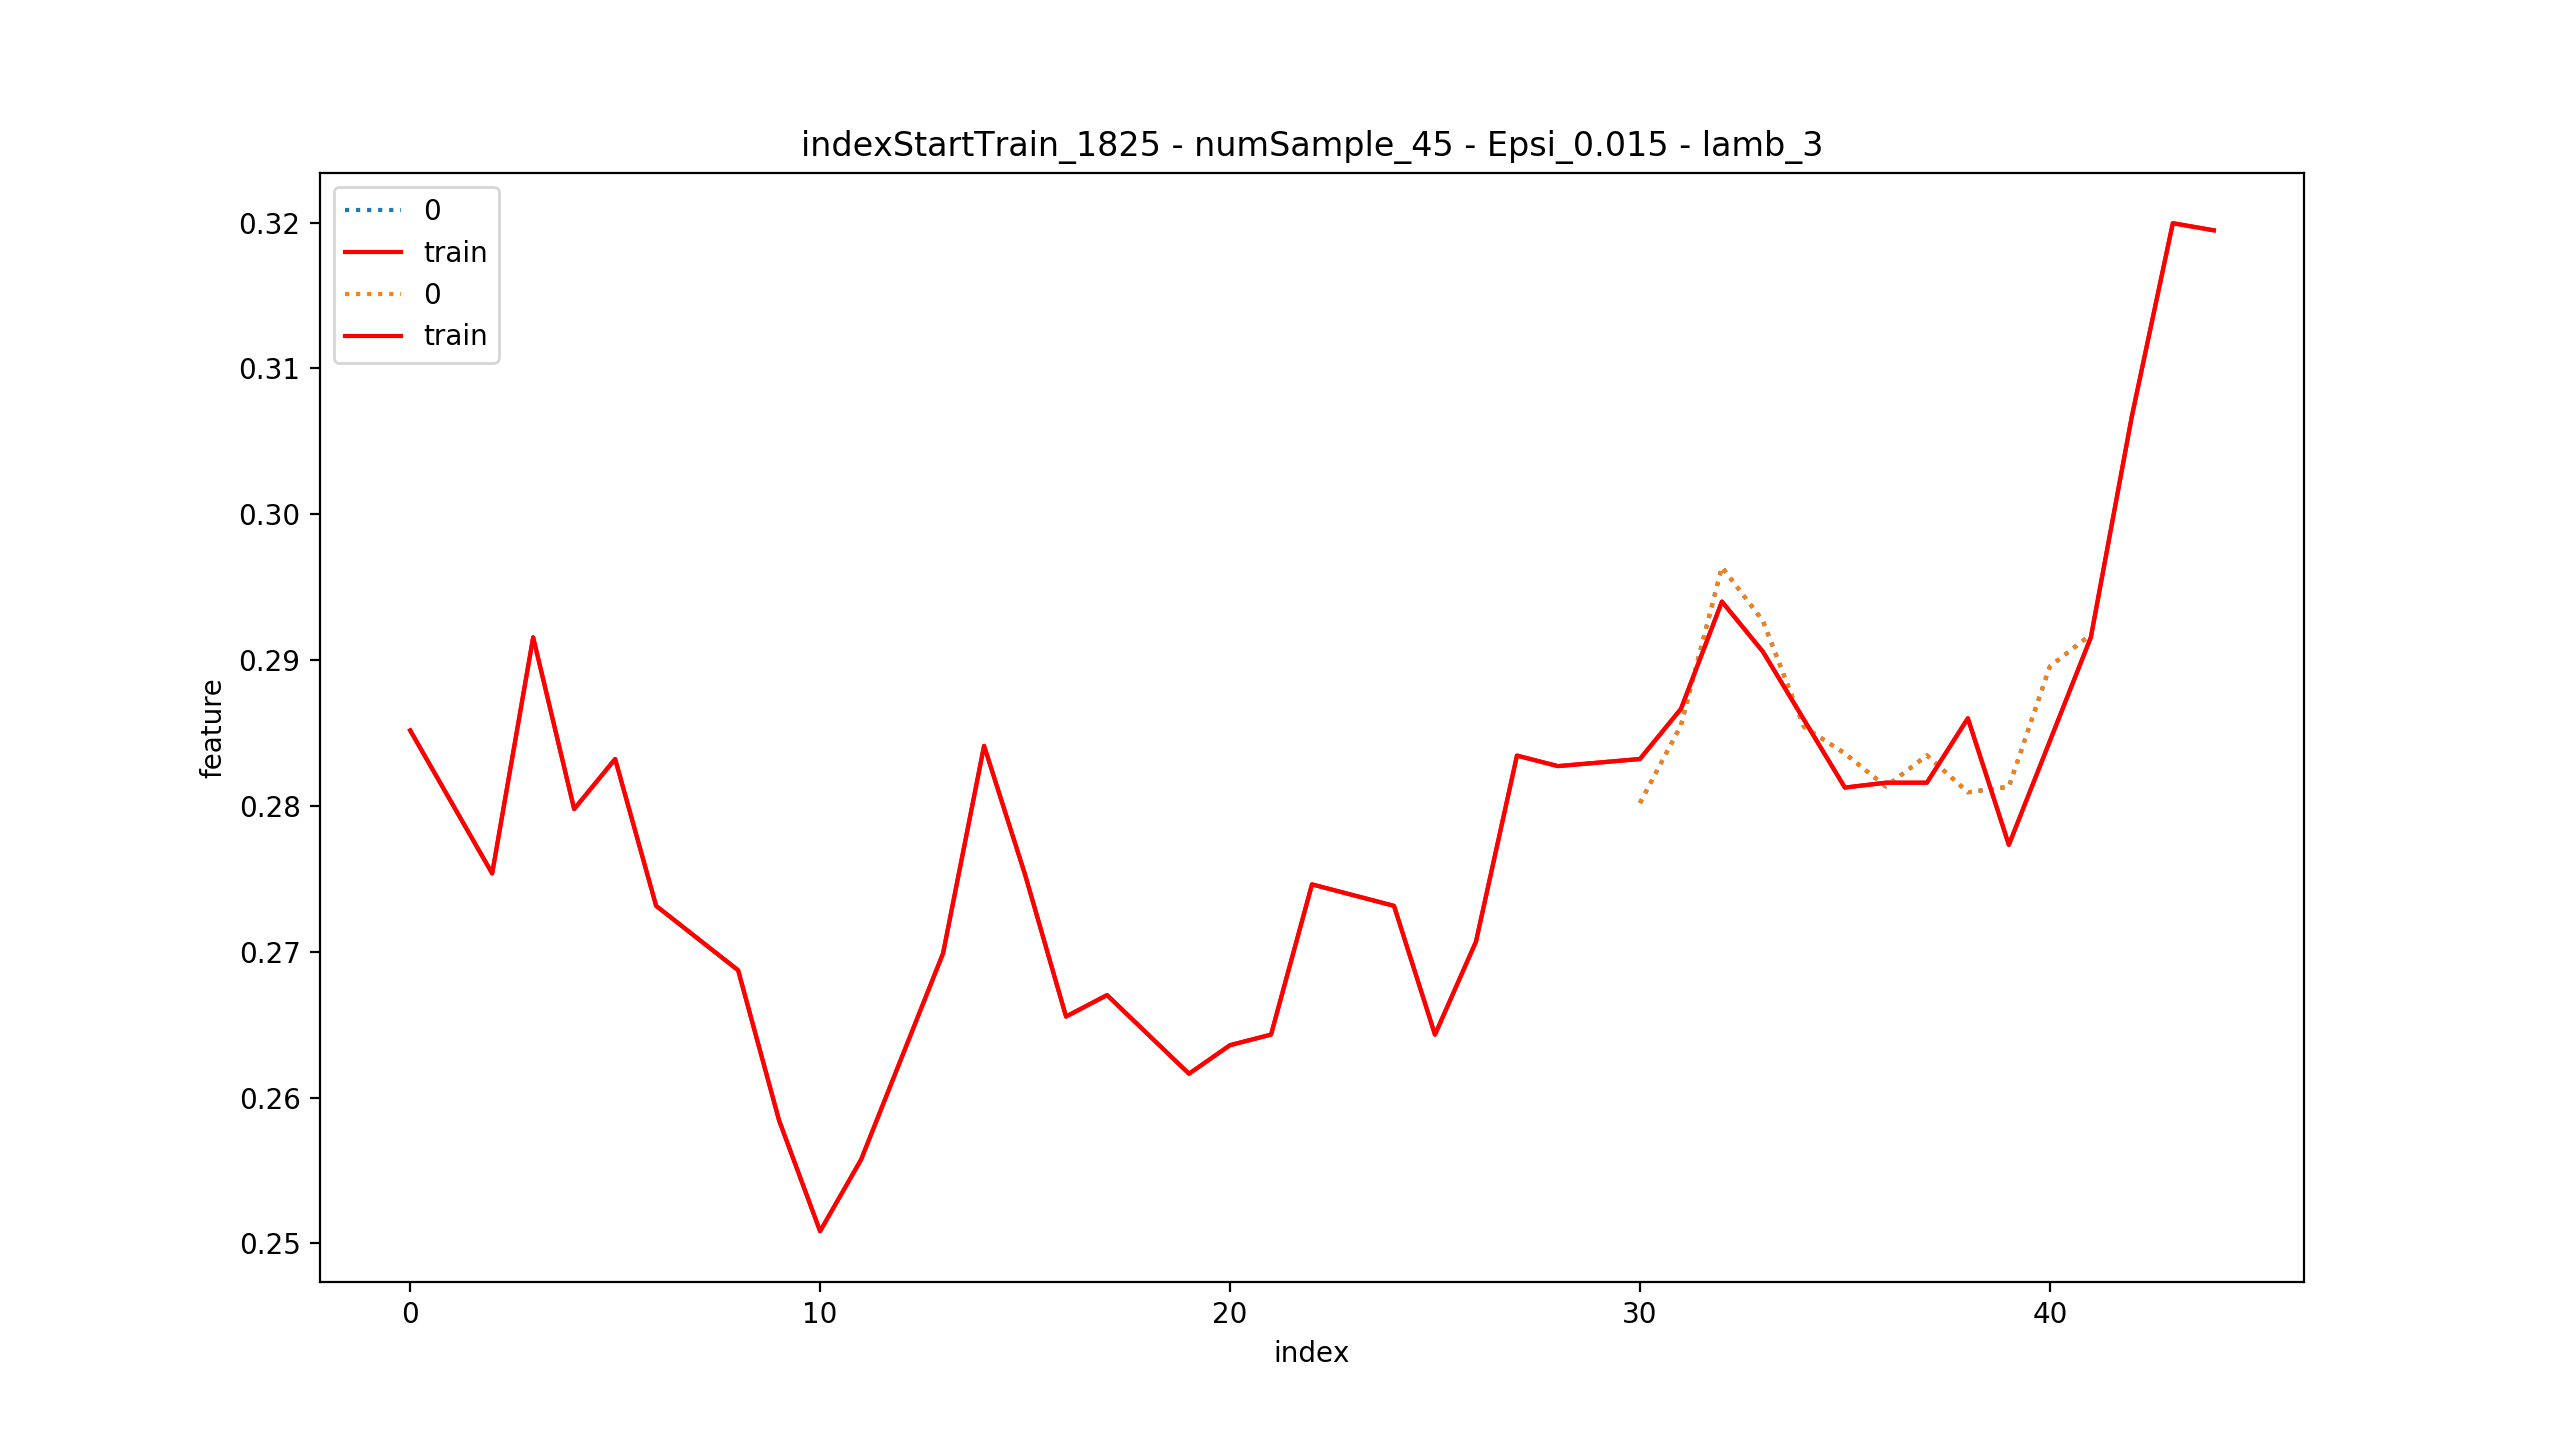 indexStartTrain_1825 - numSample_45 - Epsi_0.015 - lamb_3
0
train
0
train
0.32
0.31
0.30
0.29
0.28
0.27
0.26
0.25
feature
0 10 20 30 40
index